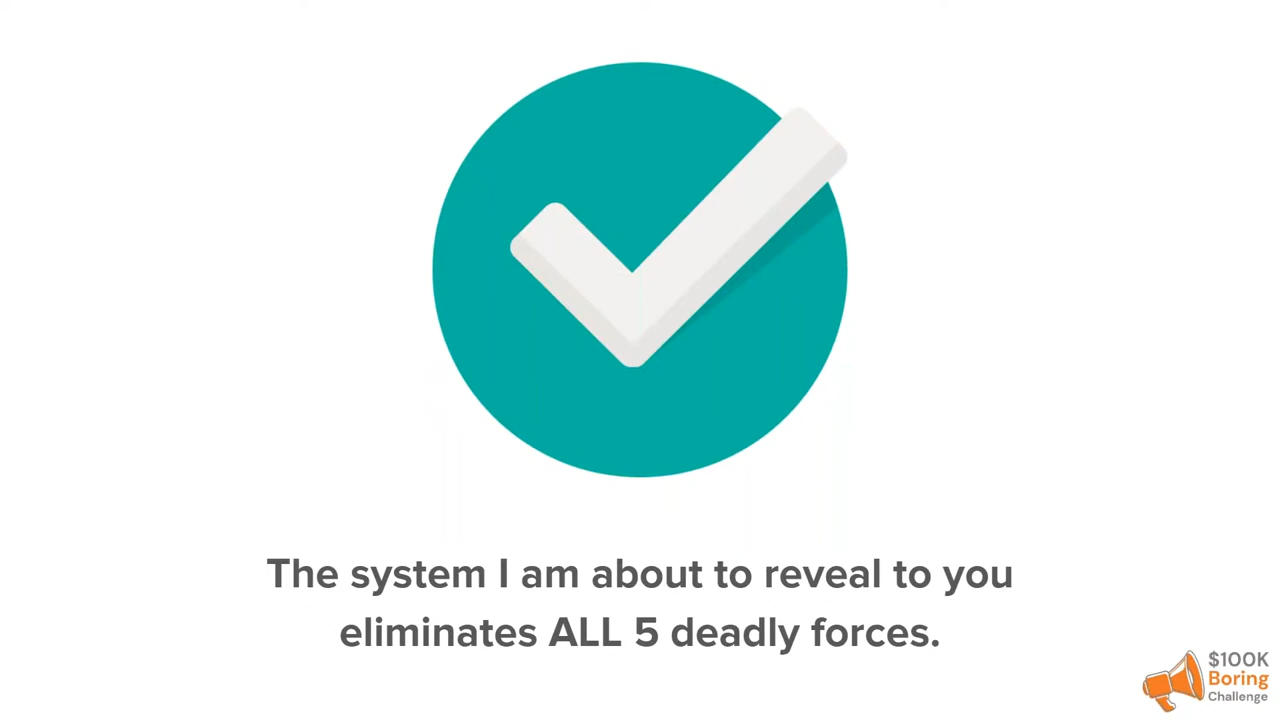 The system I am about to reveal to you
eliminates ALL 5 deadly forces.
$100K
Boring
Challenge